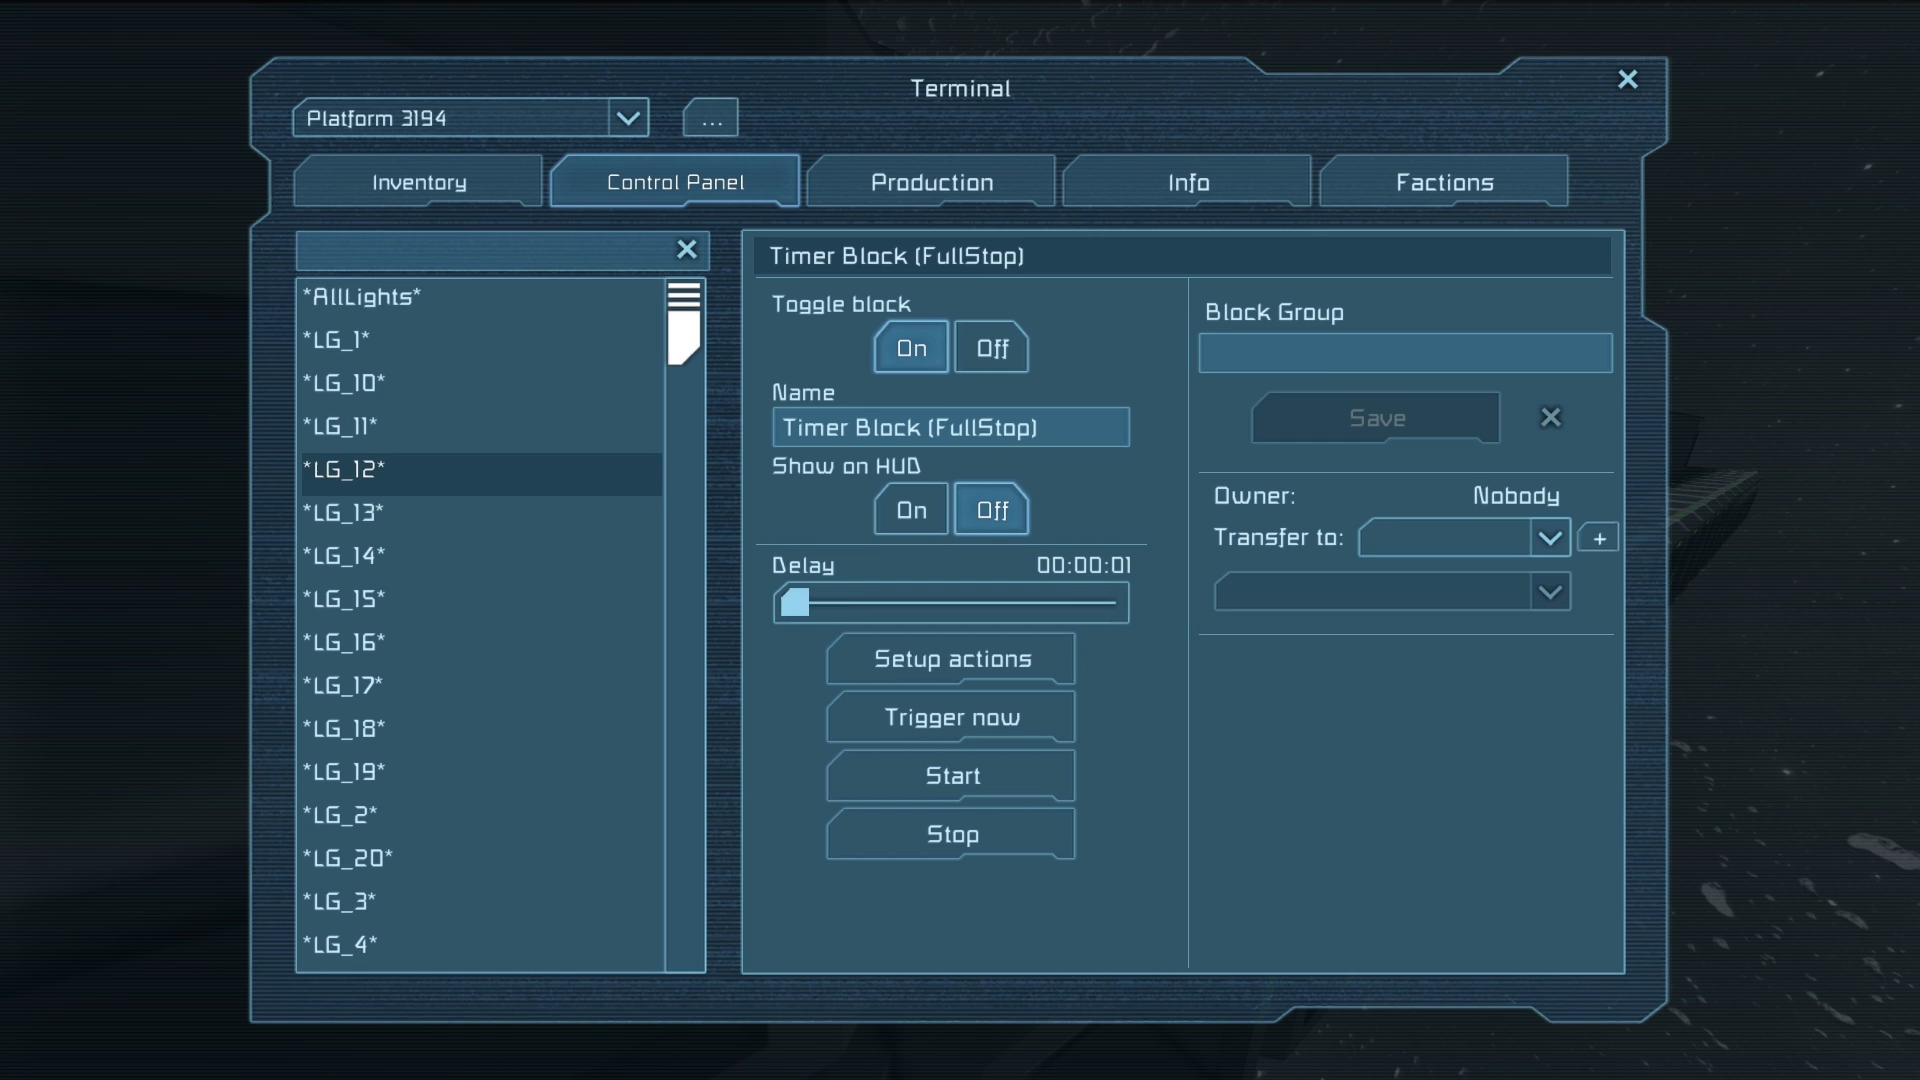 Terminal
Platform 3194
...
Inventory
Control Panel
Production
Info
Factions
*AllLights*
*LG_1*
*LG_10*
*LG_11*
*LG_12*
*LG_13*
*LG_14*
*LG_15*
*LG_16*
*LG_17*
*LG_18*
*LG_19*
*LG_2*
*LG_20*
*LG_3*
*LG_4*
Timer Block (FullStop)
Toggle block
On Off
Name
Timer Block (FullStop)
Show on HUD
On Off
Delay 00:00:01
Setup actions
Trigger now
Start
Stop
Block Group
Save
Owner: Nobody
Transfer to: +